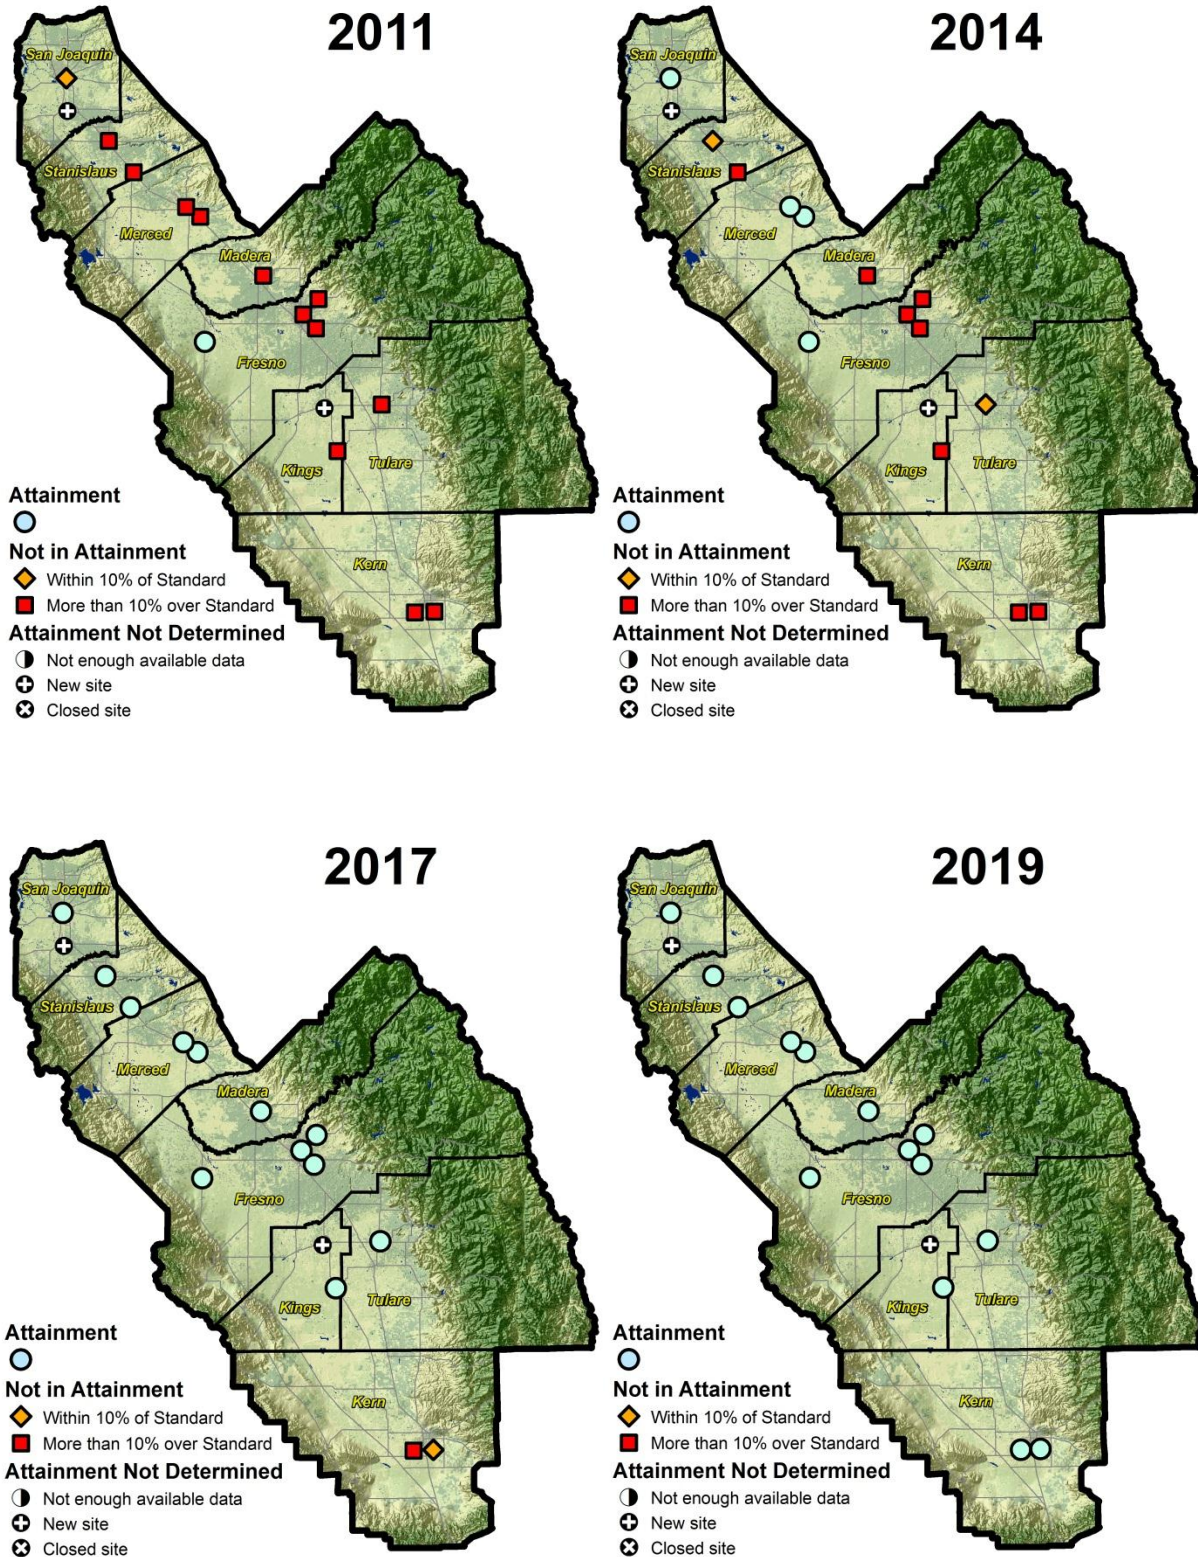 2011
San Joaquin
Stanislaus
Merced
Madera
Fresno
Kings
Tulare
Kern
Attainment
Not in Attainment
Within 10% of Standard
More than 10% over Standard
Attainment Not Determined
Not enough available data
New site
Closed site
2014
San Joaquin
Stanislaus
Merced
Madera
Fresno
Kings
Tulare
Kern
Attainment
Not in Attainment
Within 10% of Standard
More than 10% over Standard
Attainment Not Determined
Not enough available data
New site
Closed site
2017
San Joaquin
Stanislaus
Merced
Madera
Fresno
Kings
Tulare
Kern
Attainment
Not in Attainment
Within 10% of Standard
More than 10% over Standard
Attainment Not Determined
Not enough available data
New site
Closed site
2019
San Joaquin
Stanislaus
Merced
Madera
Fresno
Kings
Tulare
Kern
Attainment
Not in Attainment
Within 10% of Standard
More than 10% over Standard
Attainment Not Determined
Not enough available data
New site
Closed site